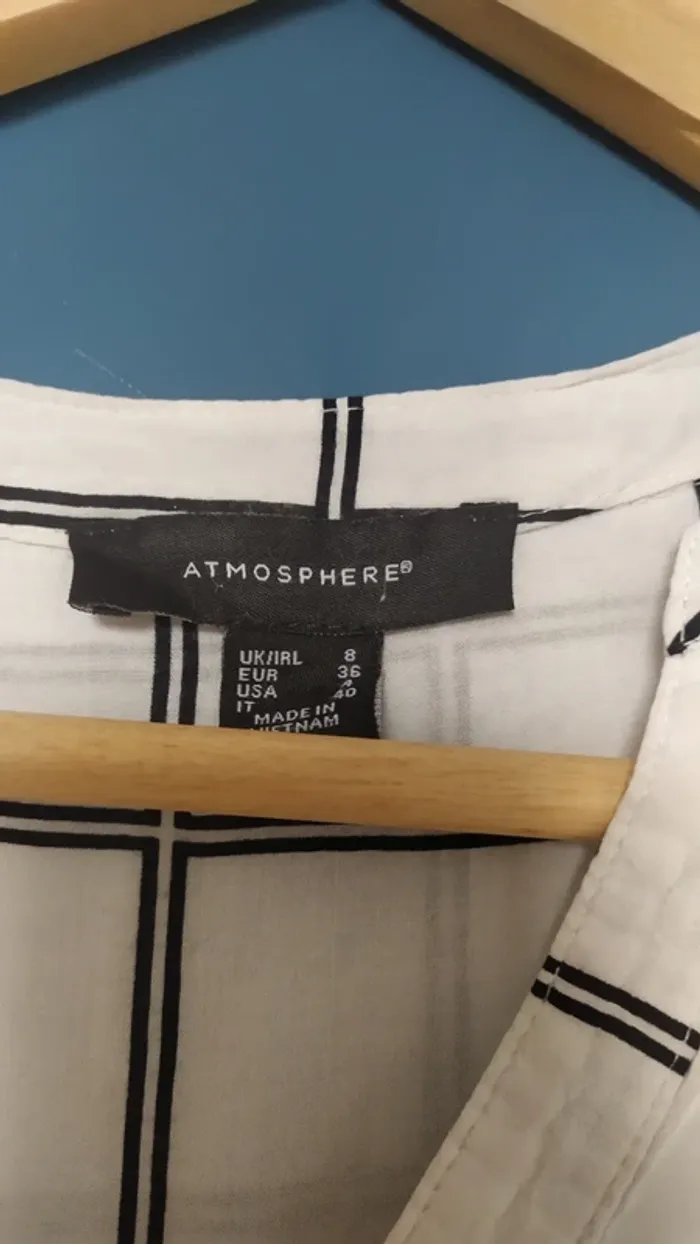 ATMOSPHERE®
UK/IRL 8
EUR 36
USA 4
IT 40
MADE IN
VIETNAM